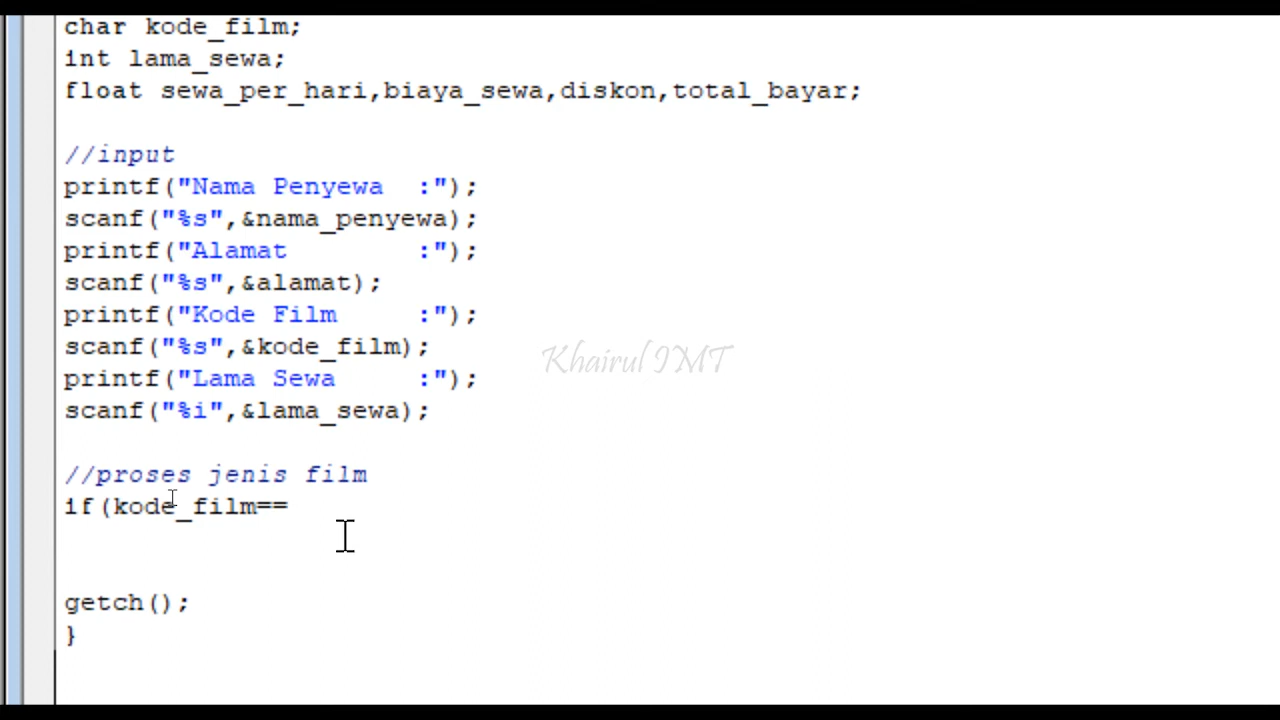 char kode_film;
int lama_sewa;
float sewa_per_hari,biaya_sewa,diskon,total_bayar;
//input
printf("Nama Penyewa  :");
scanf("%s",&nama_penyewa);
printf("Alamat        :");
scanf("%s",&alamat);
printf("Kode Film     :");
scanf("%s",&kode_film);
Khairul IMT
printf("Lama Sewa     :");
scanf("%i",&lama_sewa);
//proses jenis film
if(kode_film==
getch();
}